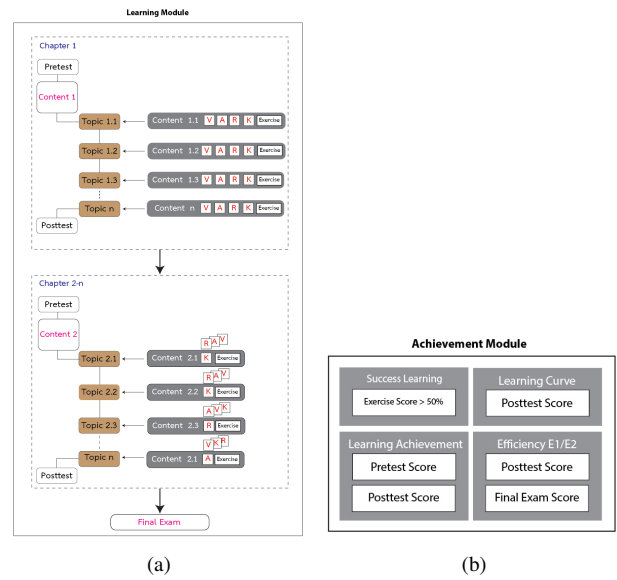 Learning Module
Chapter 1
Pretest
Content 1
Topic 1.1
Content 1.1 V A R K Exercise
Topic 1.2
Content 1.2 V A R K Exercise
Topic 1.3
Content 1.3 V A R K Exercise
Topic n
Content n V A R K Exercise
Posttest
Chapter 2-n
Pretest
Content 2
R A V
Topic 2.1
Content 2.1 K Exercise
R A V
Topic 2.2
Content 2.2 K Exercise
A V K
Topic 2.3
Content 2.3 R Exercise
V K R
Topic n
Content 2.1 A Exercise
Posttest
Final Exam
(a)
Achievement Module
Success Learning
Exercise Score > 50%
Learning Curve
Posttest Score
Learning Achievement
Pretest Score
Posttest Score
Efficiency E1/E2
Posttest Score
Final Exam Score
(b)